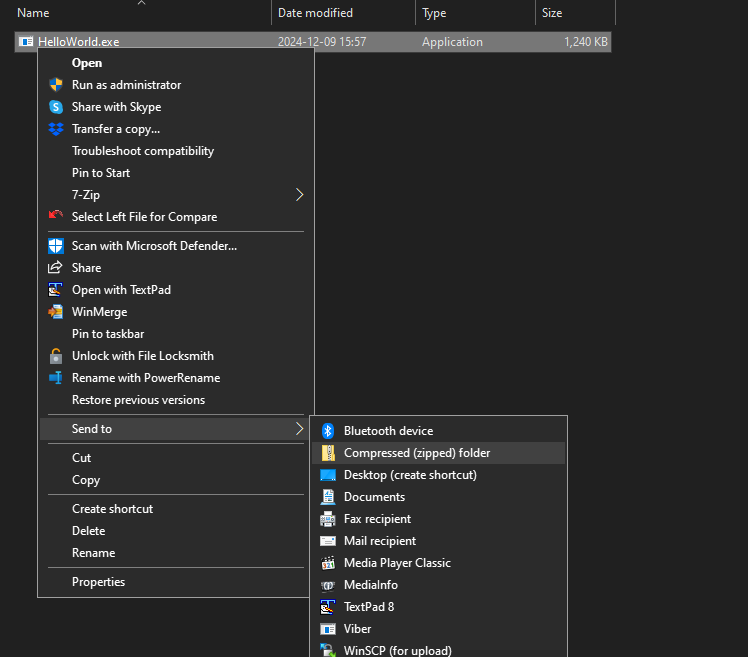 Name Date modified Type Size
HelloWorld.exe 2024-12-09 15:57 Application 1,240 KB
Open
Run as administrator
Share with Skype
Transfer a copy...
Troubleshoot compatibility
Pin to Start
7-Zip
Select Left File for Compare
Scan with Microsoft Defender...
Share
Open with TextPad
WinMerge
Pin to taskbar
Unlock with File Locksmith
Rename with PowerRename
Restore previous versions
Send to
Cut
Copy
Create shortcut
Delete
Rename
Properties
Bluetooth device
Compressed (zipped) folder
Desktop (create shortcut)
Documents
Fax recipient
Mail recipient
Media Player Classic
MediaInfo
TextPad 8
Viber
WinSCP (for upload)